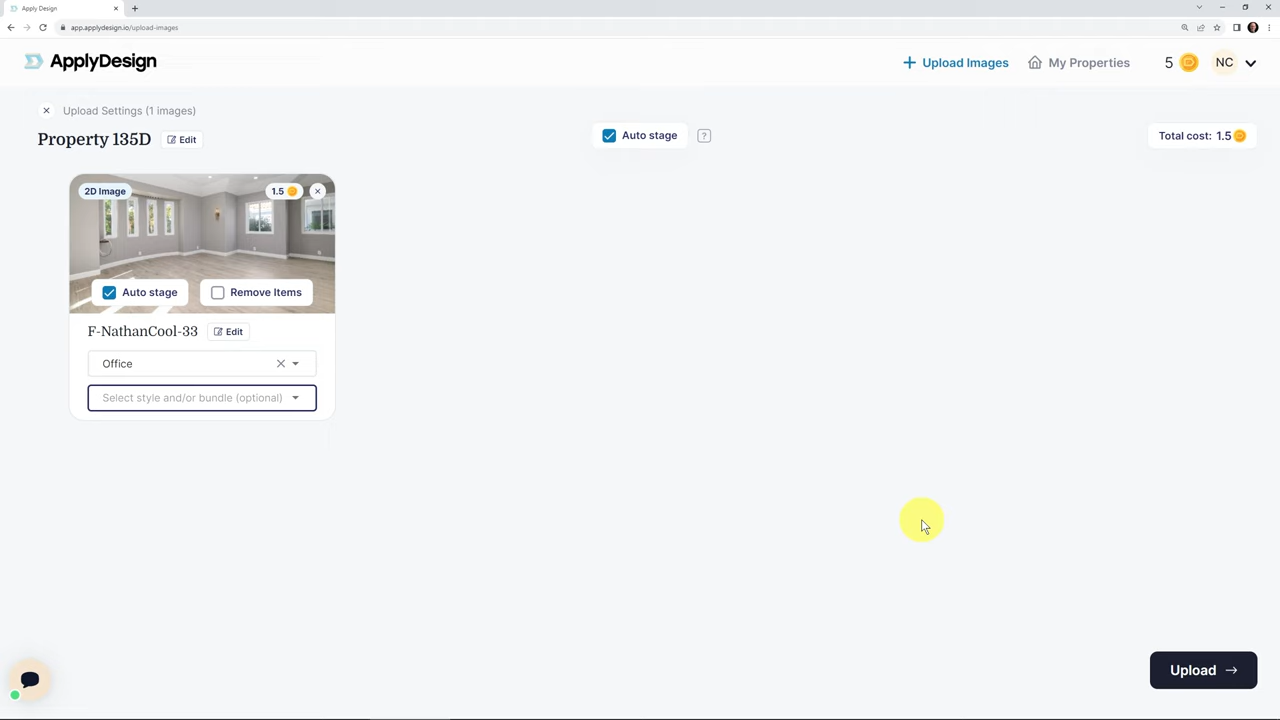 Apply Design
app.applydesign.io/upload-images
ApplyDesign
Upload Images
My Properties
5
NC
Upload Settings (1 images)
Property 135D
Edit
Auto stage
?
Total cost: 1.5
2D Image
1.5
Auto stage
Remove Items
F-NathanCool-33
Edit
Office
Select style and/or bundle (optional)
Upload